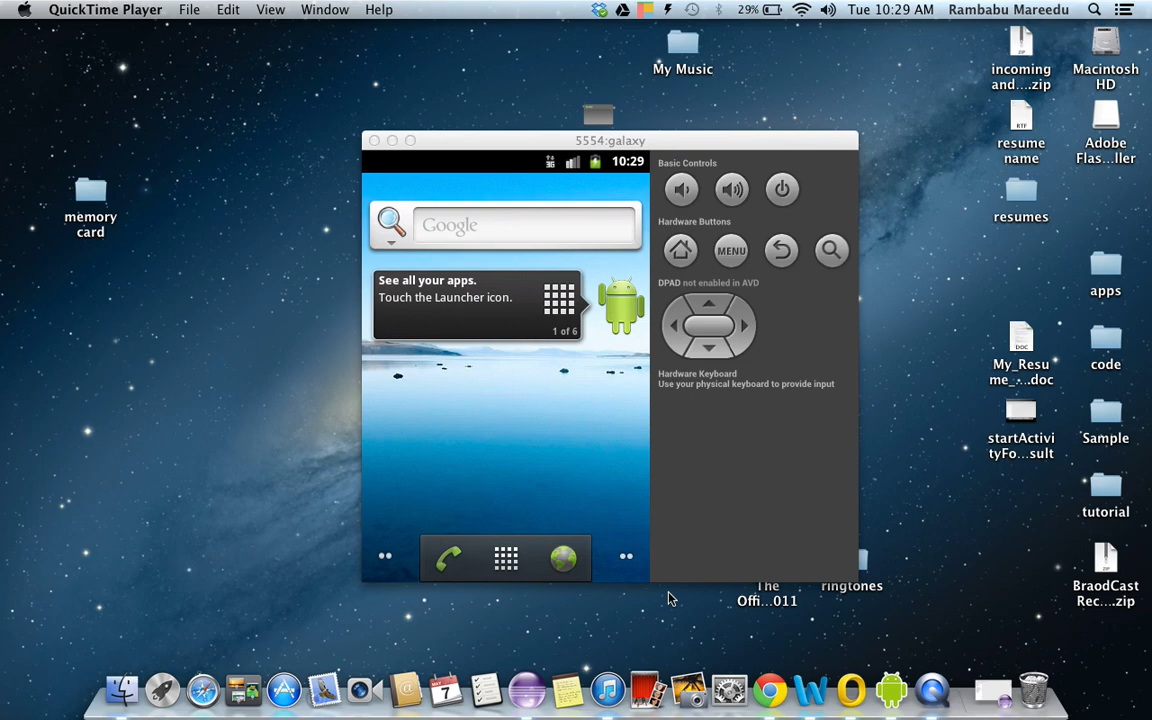 QuickTime Player File Edit View Window Help 29% Tue 10:29 AM Rambabu Mareedu
My Music
incoming
and....zip
Macintosh
HD
resume
name
Adobe
Flas...ller
memory
card
resumes
apps
My_Resu
me_...doc
code
startActivi
tyFo...sult
Sample
tutorial
BraodCast
Rec....zip
The
Offi...011
ringtones
5554:galaxy
3G 10:29
Google
See all your apps.
Touch the Launcher icon.
1 of 6
Basic Controls
Hardware Buttons
MENU
DPAD not enabled in AVD
Hardware Keyboard
Use your physical keyboard to provide input
7